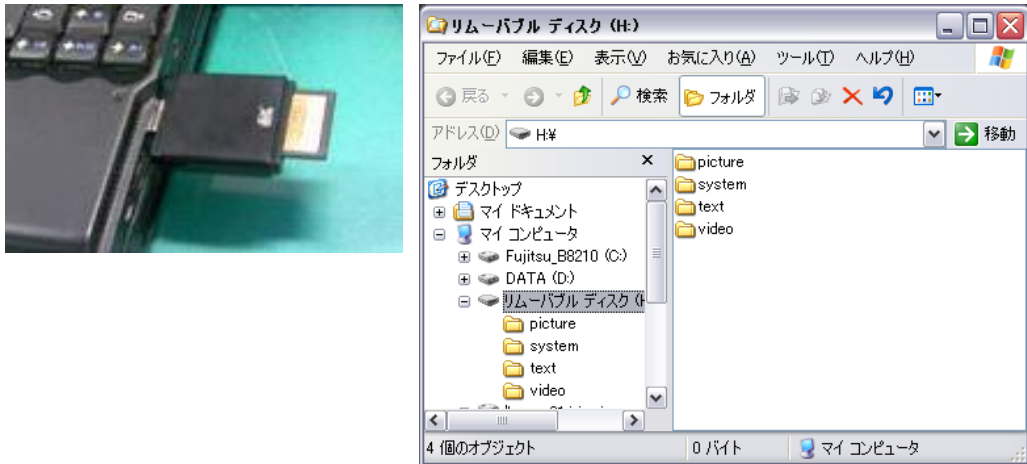 リムーバブル ディスク (H:)
ファイル(F) 編集(E) 表示(V) お気に入り(A) ツール(T) ヘルプ(H)
戻る 検索 フォルダ
アドレス(D) H:¥ 移動
フォルダ
デスクトップ
マイ ドキュメント
マイ コンピュータ
Fujitsu_B8210 (C:)
DATA (D:)
リムーバブル ディスク (H
picture
system
text
video
picture
system
text
video
4 個のオブジェクト 0 バイト マイ コンピュータ